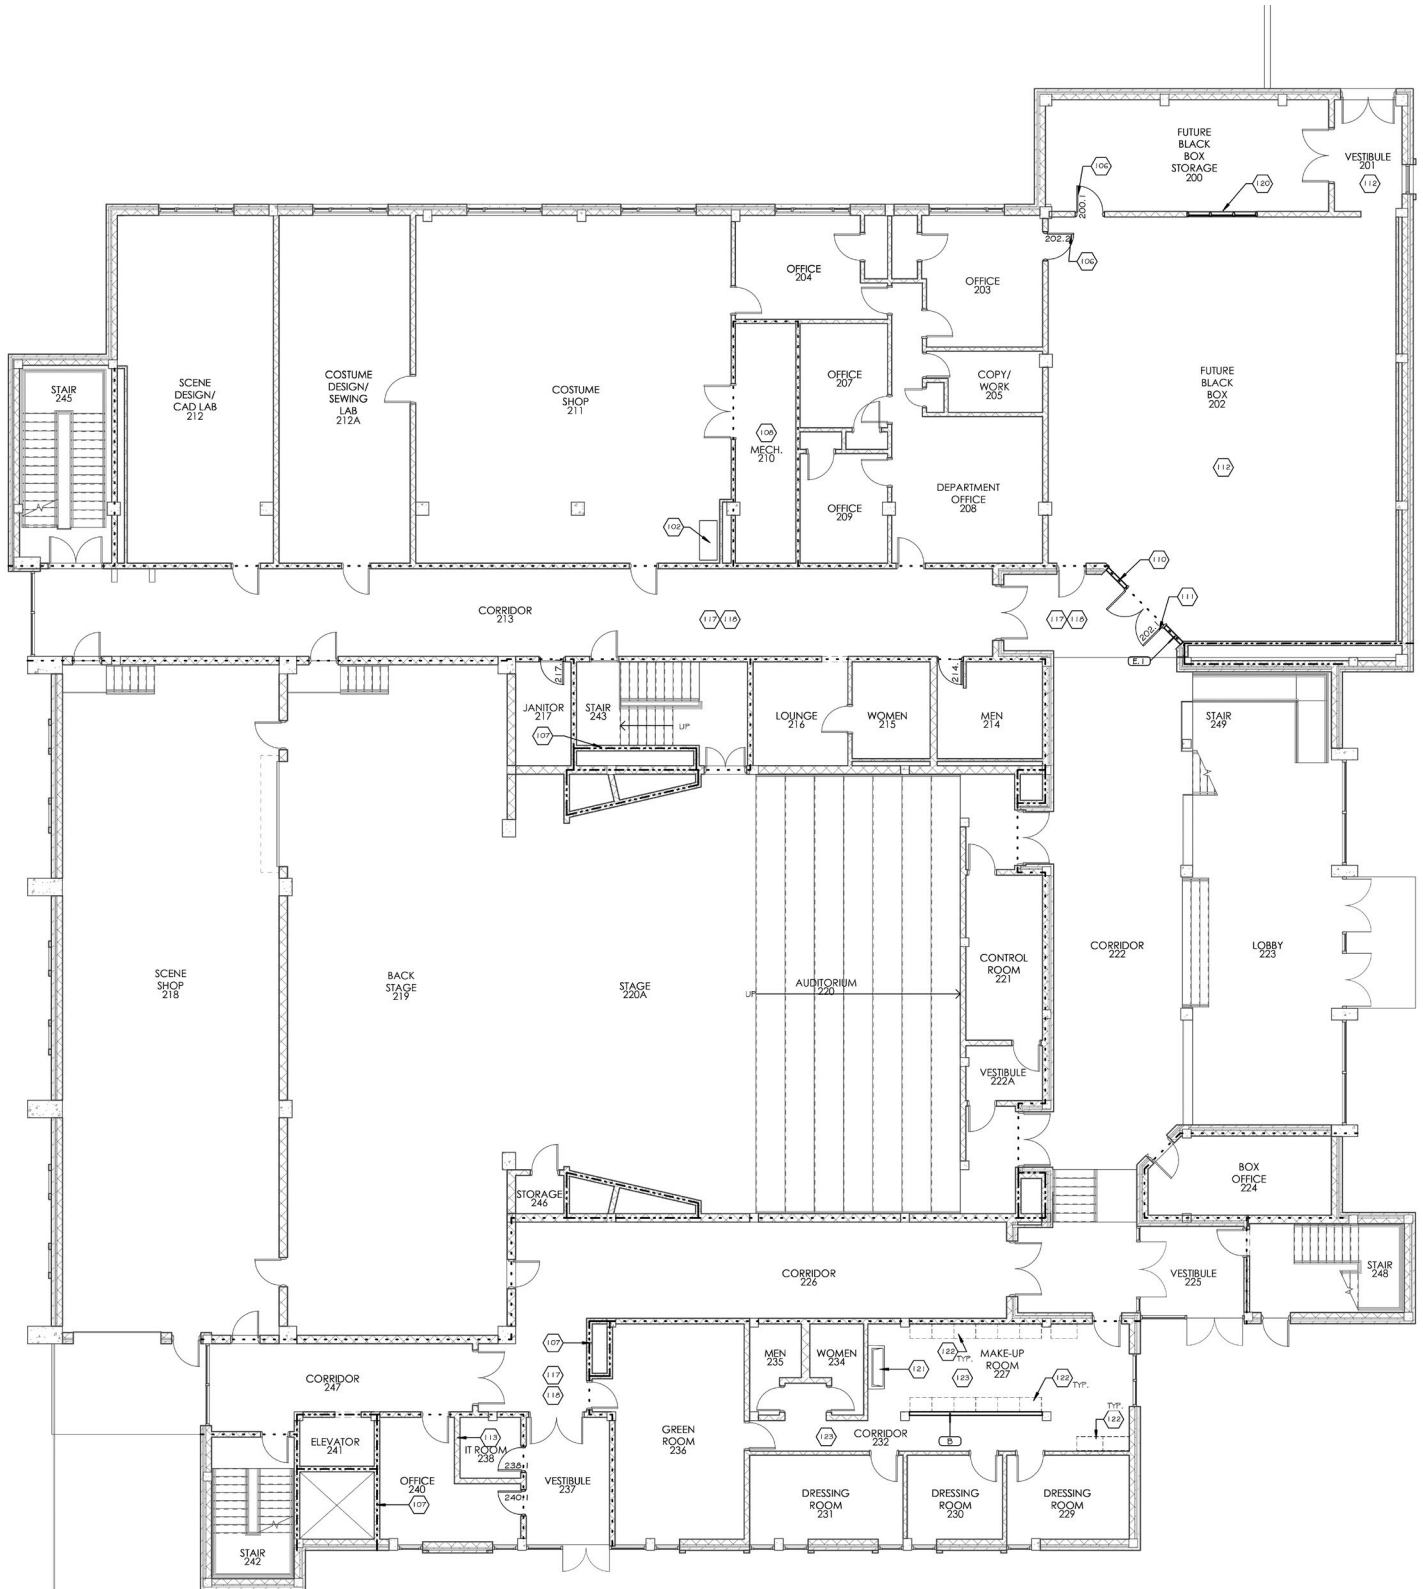 FUTURE
BLACK
BOX
STORAGE
200
VESTIBULE
201
112
106
200.1
120
202.2
106
OFFICE
204
OFFICE
203
STAIR
245
SCENE
DESIGN/
CAD LAB
212
COSTUME
DESIGN/
SEWING
LAB
212A
COSTUME
SHOP
211
OFFICE
207
COPY/
WORK
205
FUTURE
BLACK
BOX
202
108
MECH.
210
112
DEPARTMENT
OFFICE
208
OFFICE
209
102
110
CORRIDOR
213
117 118
117 118
111
202.1
E.1
217.
214.
JANITOR
217
STAIR
243
UP
LOUNGE
216
WOMEN
215
MEN
214
STAIR
249
107
SCENE
SHOP
218
BACK
STAGE
219
STAGE
220A
UP
AUDITORIUM
220
CONTROL
ROOM
221
CORRIDOR
222
LOBBY
223
VESTIBULE
222A
STORAGE
246
BOX
OFFICE
224
CORRIDOR
226
VESTIBULE
225
STAIR
248
107
117
118
MEN
235
WOMEN
234
121
122
TYP.
MAKE-UP
ROOM
227
123
122
TYP.
CORRIDOR
247
TYP.
122
ELEVATOR
241
113
IT ROOM
238
238.1
GREEN
ROOM
236
123
CORRIDOR
232
B
OFFICE
240
240.1
107
VESTIBULE
237
DRESSING
ROOM
231
DRESSING
ROOM
230
DRESSING
ROOM
229
STAIR
242